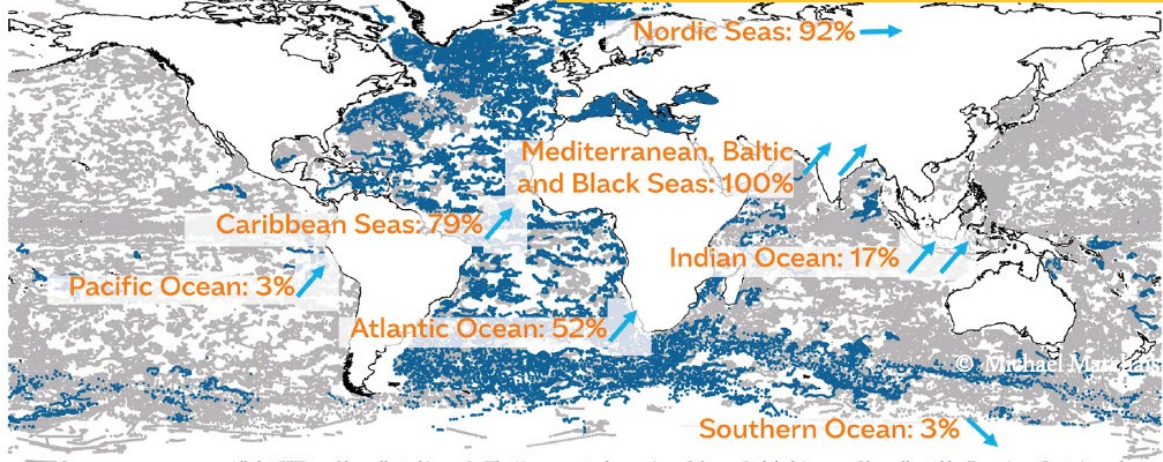 Nordic Seas: 92%
Mediterranean, Baltic
and Black Seas: 100%
Caribbean Seas: 79%
Indian Ocean: 17%
Pacific Ocean: 3%
Atlantic Ocean: 52%
© Michael
Southern Ocean: 3%